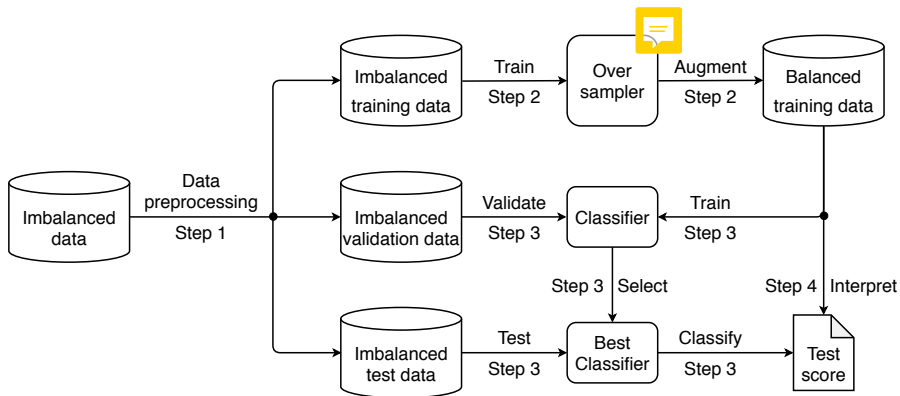 Imbalanced
training data
Train
Step 2
Over
sampler
Augment
Step 2
Balanced
training data
Imbalanced
data
Data
preprocessing
Step 1
Imbalanced
validation data
Validate
Step 3
Classifier
Train
Step 3
Step 3
Select
Step 4
Interpret
Imbalanced
test data
Test
Step 3
Best
Classifier
Classify
Step 3
Test
score